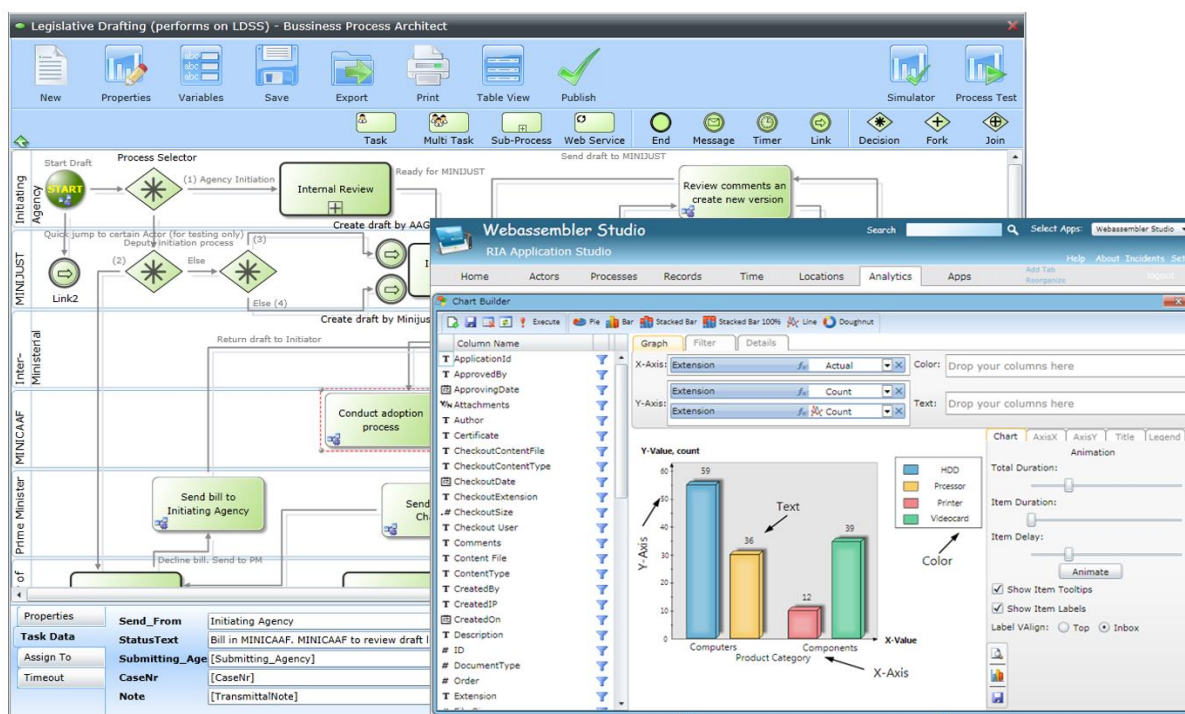 Legislative Drafting (performs on LDSS) - Bussiness Process Architect
New Properties Variables Save Export Print Table View Publish Simulator Process Test
Task Multi Task Sub-Process Web Service End Message Timer Link Decision Fork Join
Initiating Agency
Start Draft
START
Process Selector
(1) Agency Initiation
Internal Review
Ready for MINIJUST
Send draft to MINIJUST
Review comments an
create new version
Create draft by AAG
MINIJUST
Quick jump to certain Actor (for testing only)
Deputy initiation process
(3)
(2)
Else
Link2
Else (4)
Create draft by Minijus
Inter-Ministerial
Return draft to Initiator
MINICAAF
Conduct adoption
process
Prime Minister
Send bill to
Initiating Agency
Send
Ch
Decline bill. Send to PM
of
Properties
Task Data
Assign To
Timeout
Send_From Initiating Agency
StatusText Bill in MINICAAF. MINICAAF to review draft l
Submitting_Age [Submitting_Agency]
CaseNr [CaseNr]
Note [TransmittalNote]
Webassembler Studio
RIA Application Studio
Search
Select Apps: Webassembler Studio
Help About Incidents Set
Home Actors Processes Records Time Locations Analytics Apps
Add Tab
Reorganize
logout
Chart Builder
Execute Pie Bar Stacked Bar Stacked Bar 100% Line Doughnut
Column Name
T ApplicationId
T ApprovedBy
ApprovingDate
Y/N Attachments
T Author
T Certificate
T CheckoutContentFile
T CheckoutContentType
CheckoutDate
T CheckoutExtension
.# CheckoutSize
T Checkout User
T Comments
T Content File
T ContentType
T CreatedBy
T CreatedIP
CreatedOn
T Description
# ID
# DocumentType
# Order
T Extension
Graph Filter Details
X-Axis: Extension Actual
Color: Drop your columns here
Y-Axis: Extension Count
Extension Count
Text: Drop your columns here
Y-Value, count
60
50
40
30
20
10
0
59
36
12
39
Y-Axis
Text
HDD
Prcessor
Printer
Videocard
Color
X-Value
Computers Components
Product Category
X-Axis
Chart AxisX AxisY Title Legend
Animation
Total Duration:
Item Duration:
Item Delay:
Animate
Show Item Tooltips
Show Item Labels
Label VAlign: Top Inbox